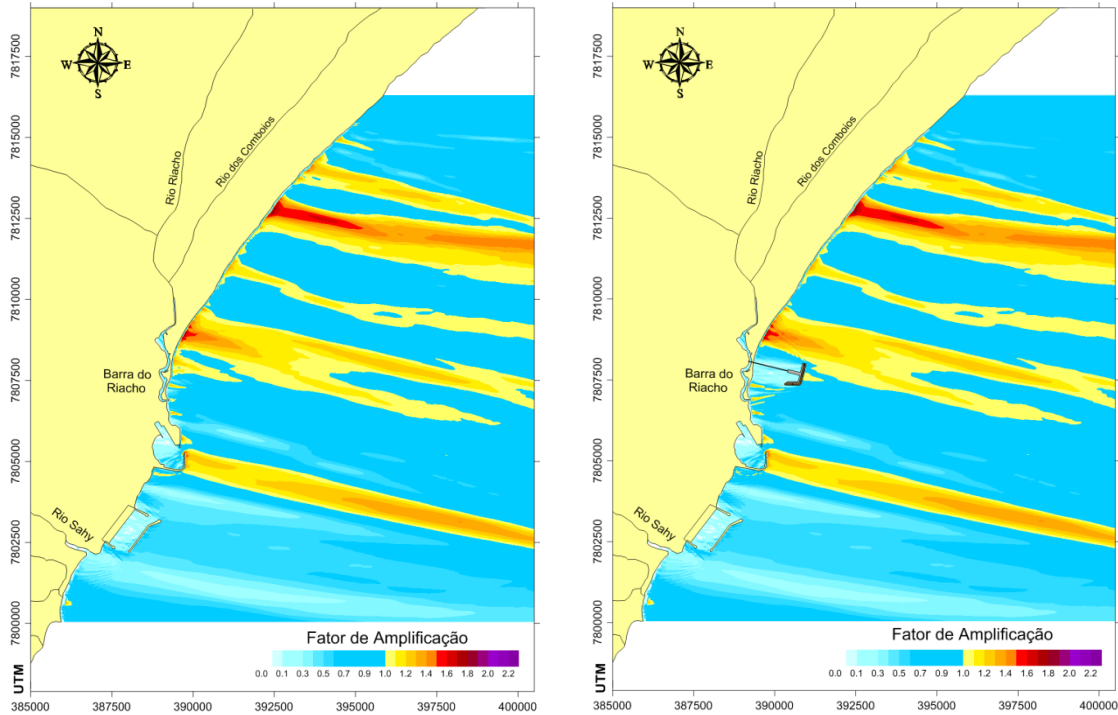 N
W E
S
7817500
7815000
7812500
7810000
7807500
7805000
7802500
7800000
Rio Riacho
Rio dos Comboios
Barra do
Riacho
Rio Sahy
Fator de Amplificação
0.0 0.1 0.3 0.5 0.7 1.0 1.2 1.4 1.6 1.8 2.0 2.2
UTM
385000 387500 390000 392500 395000 397500 400000
N
W E
S
7817500
7815000
7812500
7810000
7807500
7805000
7802500
7800000
Rio Riacho
Rio dos Comboios
Barra do
Riacho
Rio Sahy
Fator de Amplificação
0.0 0.1 0.3 0.5 0.7 1.0 1.2 1.4 1.6 1.8 2.0 2.2
UTM
385000 387500 390000 392500 395000 397500 400000